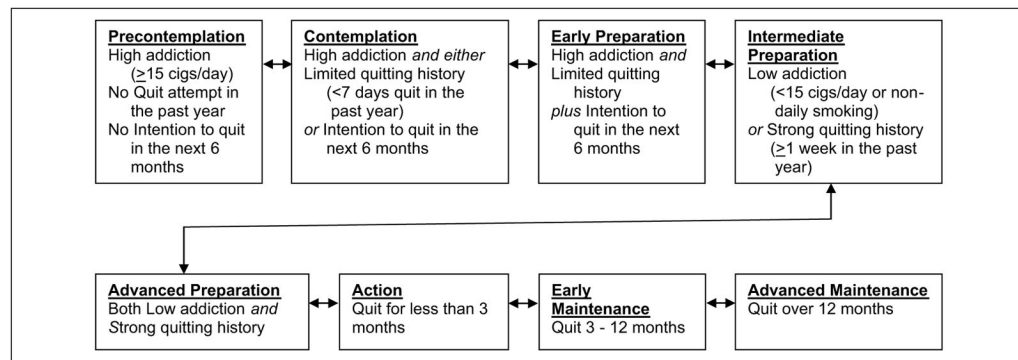 Precontemplation
High addiction
(≥15 cigs/day)
No Quit attempt in
the past year
No Intention to quit
in the next 6
months
Contemplation
High addiction and either
Limited quitting history
(<7 days quit in the
past year)
or Intention to quit in the
next 6 months
Early Preparation
High addiction and
Limited quitting
history
plus Intention to
quit in the next
6 months
Intermediate
Preparation
Low addiction
(<15 cigs/day or non-
daily smoking)
or Strong quitting history
(≥1 week in the past
year)
Advanced Preparation
Both Low addiction and
Strong quitting history
Action
Quit for less than 3
months
Early
Maintenance
Quit 3 - 12 months
Advanced Maintenance
Quit over 12 months